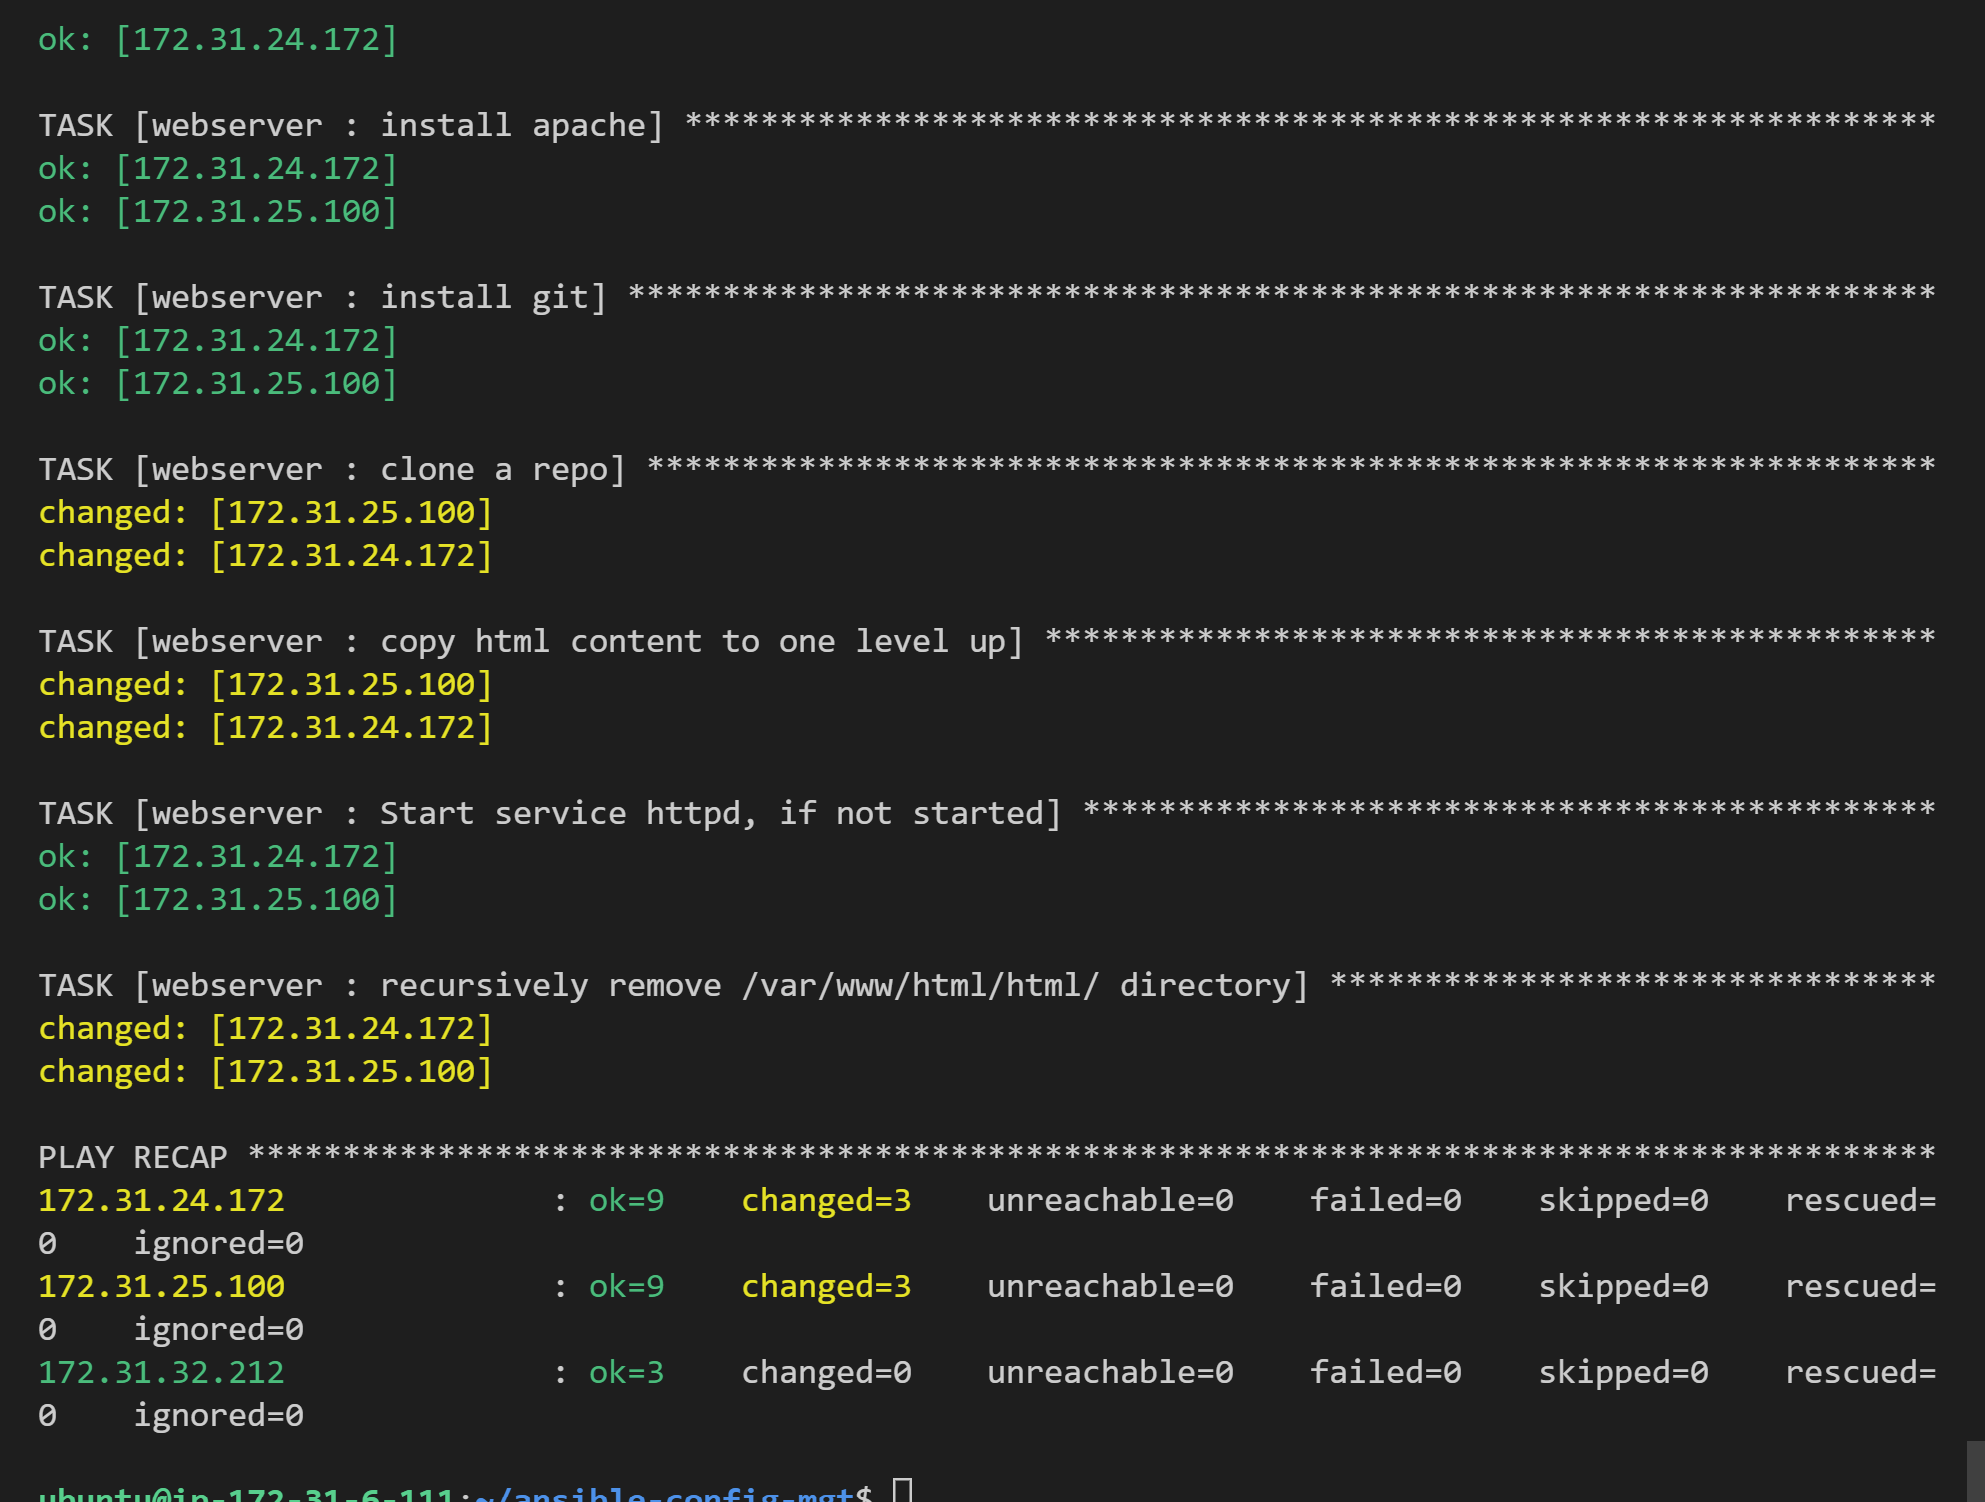 ok: [172.31.24.172]
TASK [webserver : install apache] ******************************************************************
ok: [172.31.24.172]
ok: [172.31.25.100]
TASK [webserver : install git] *********************************************************************
ok: [172.31.24.172]
ok: [172.31.25.100]
TASK [webserver : clone a repo] ********************************************************************
changed: [172.31.25.100]
changed: [172.31.24.172]
TASK [webserver : copy html content to one level up] ***********************************************
changed: [172.31.25.100]
changed: [172.31.24.172]
TASK [webserver : Start service httpd, if not started] *********************************************
ok: [172.31.24.172]
ok: [172.31.25.100]
TASK [webserver : recursively remove /var/www/html/html/ directory] ********************************
changed: [172.31.24.172]
changed: [172.31.25.100]
PLAY RECAP *****************************************************************************************
172.31.24.172              : ok=9    changed=3    unreachable=0    failed=0    skipped=0    rescued=
0    ignored=0
172.31.25.100              : ok=9    changed=3    unreachable=0    failed=0    skipped=0    rescued=
0    ignored=0
172.31.32.212              : ok=3    changed=0    unreachable=0    failed=0    skipped=0    rescued=
0    ignored=0
ubuntu@ip-172-31-6-111:~/ansible-config-mgt$